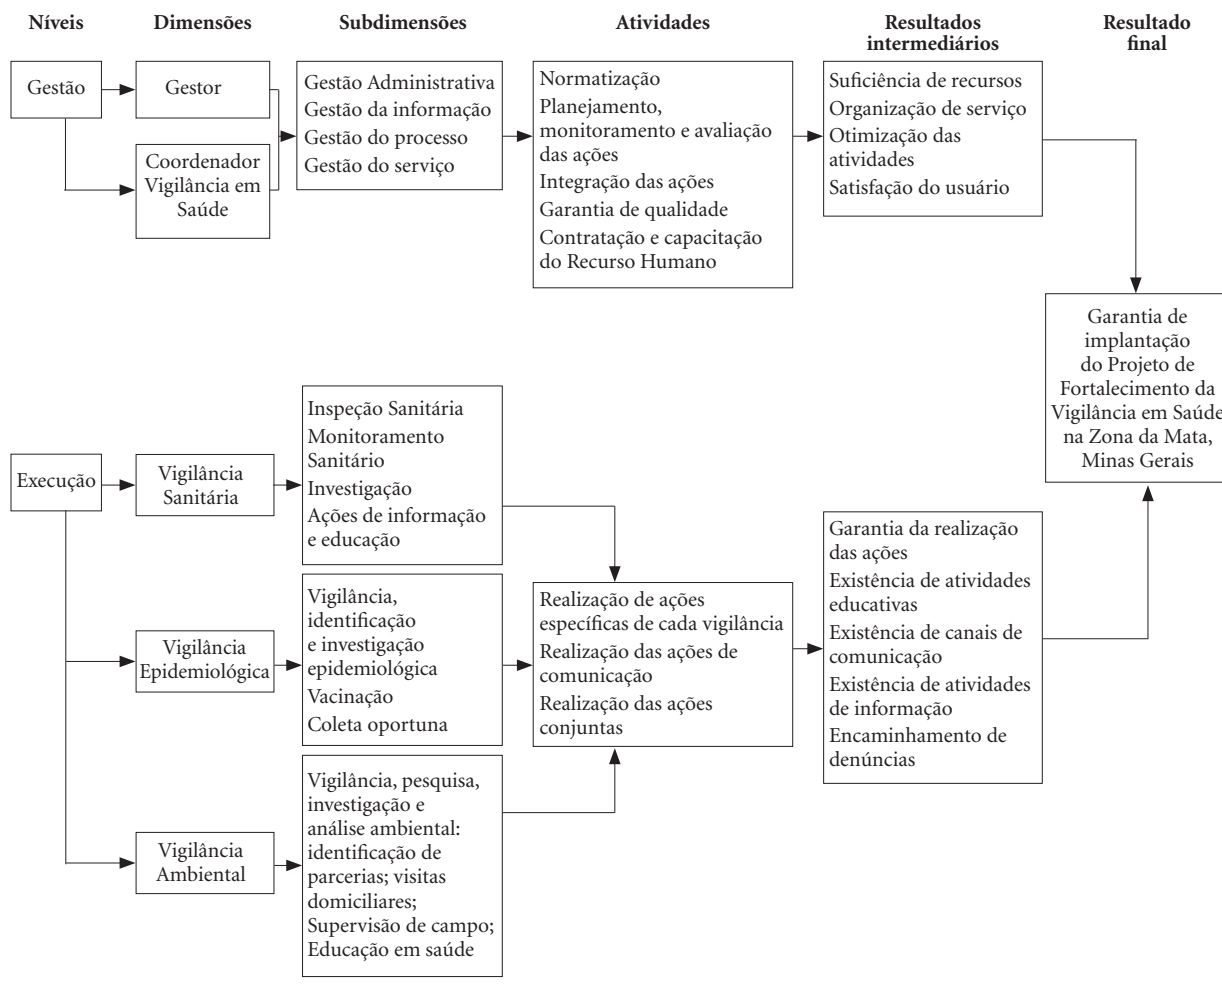 Níveis
Dimensões
Subdimensões
Atividades
Resultados
intermediários
Resultado
final
Gestão
Gestor
Coordenador
Vigilância em
Saúde
Gestão Administrativa
Gestão da informação
Gestão do processo
Gestão do serviço
Normatização
Planejamento,
monitoramento e avaliação
das ações
Integração das ações
Garantia de qualidade
Contratação e capacitação
do Recurso Humano
Suficiência de recursos
Organização de serviço
Otimização das
atividades
Satisfação do usuário
Garantia de
implantação
do Projeto de
Fortalecimento da
Vigilância em Saúde
na Zona da Mata,
Minas Gerais
Execução
Vigilância
Sanitária
Inspeção Sanitária
Monitoramento
Sanitário
Investigação
Ações de informação
e educação
Vigilância
Epidemiológica
Vigilância,
identificação
e investigação
epidemiológica
Vacinação
Coleta oportuna
Vigilância
Ambiental
Vigilância, pesquisa,
investigação e
análise ambiental:
identificação de
parcerias; visitas
domiciliares;
Supervisão de campo;
Educação em saúde
Realização de ações
específicas de cada vigilância
Realização das ações de
comunicação
Realização das ações
conjuntas
Garantia da realização
das ações
Existência de atividades
educativas
Existência de canais de
comunicação
Existência de atividades
de informação
Encaminhamento de
denúncias